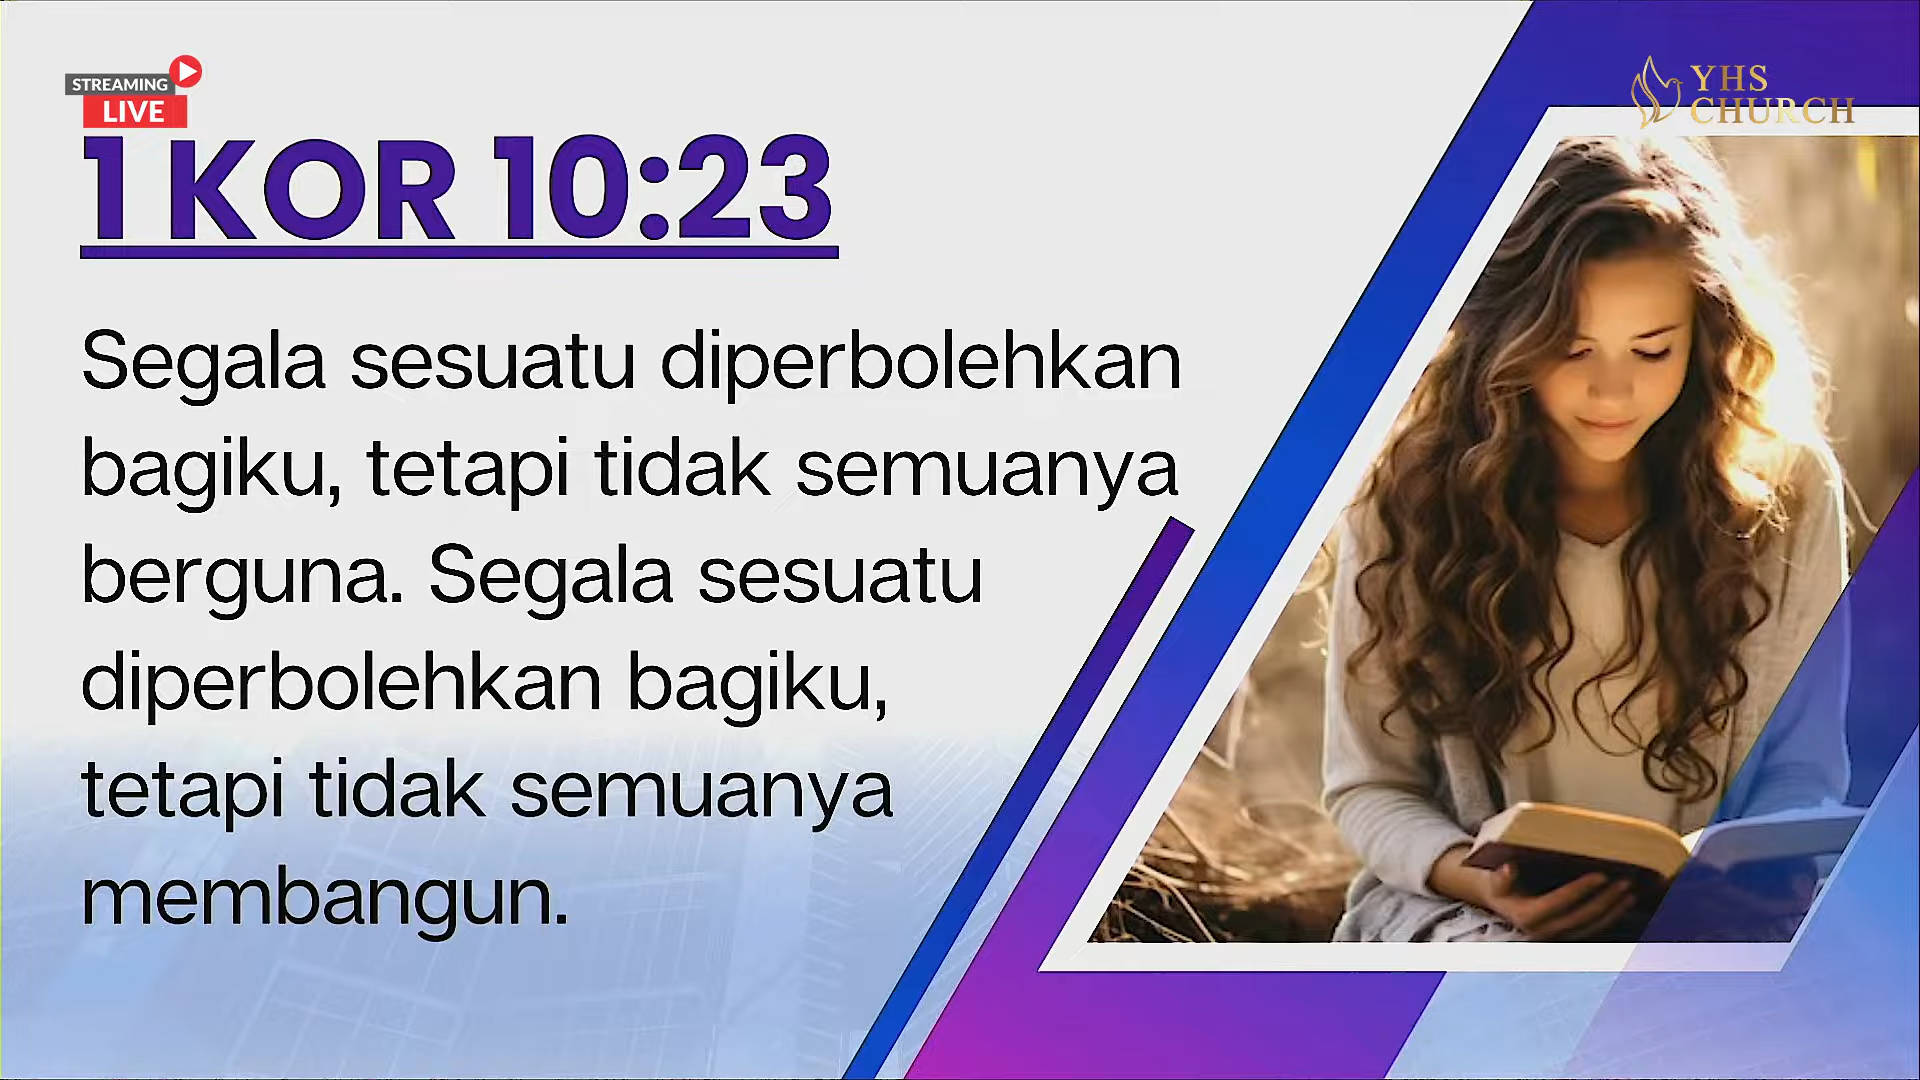 STREAMING
LIVE
YHS
CHURCH
1 KOR 10:23
Segala sesuatu diperbolehkan
bagiku, tetapi tidak semuanya
berguna. Segala sesuatu
diperbolehkan bagiku,
tetapi tidak semuanya
membangun.